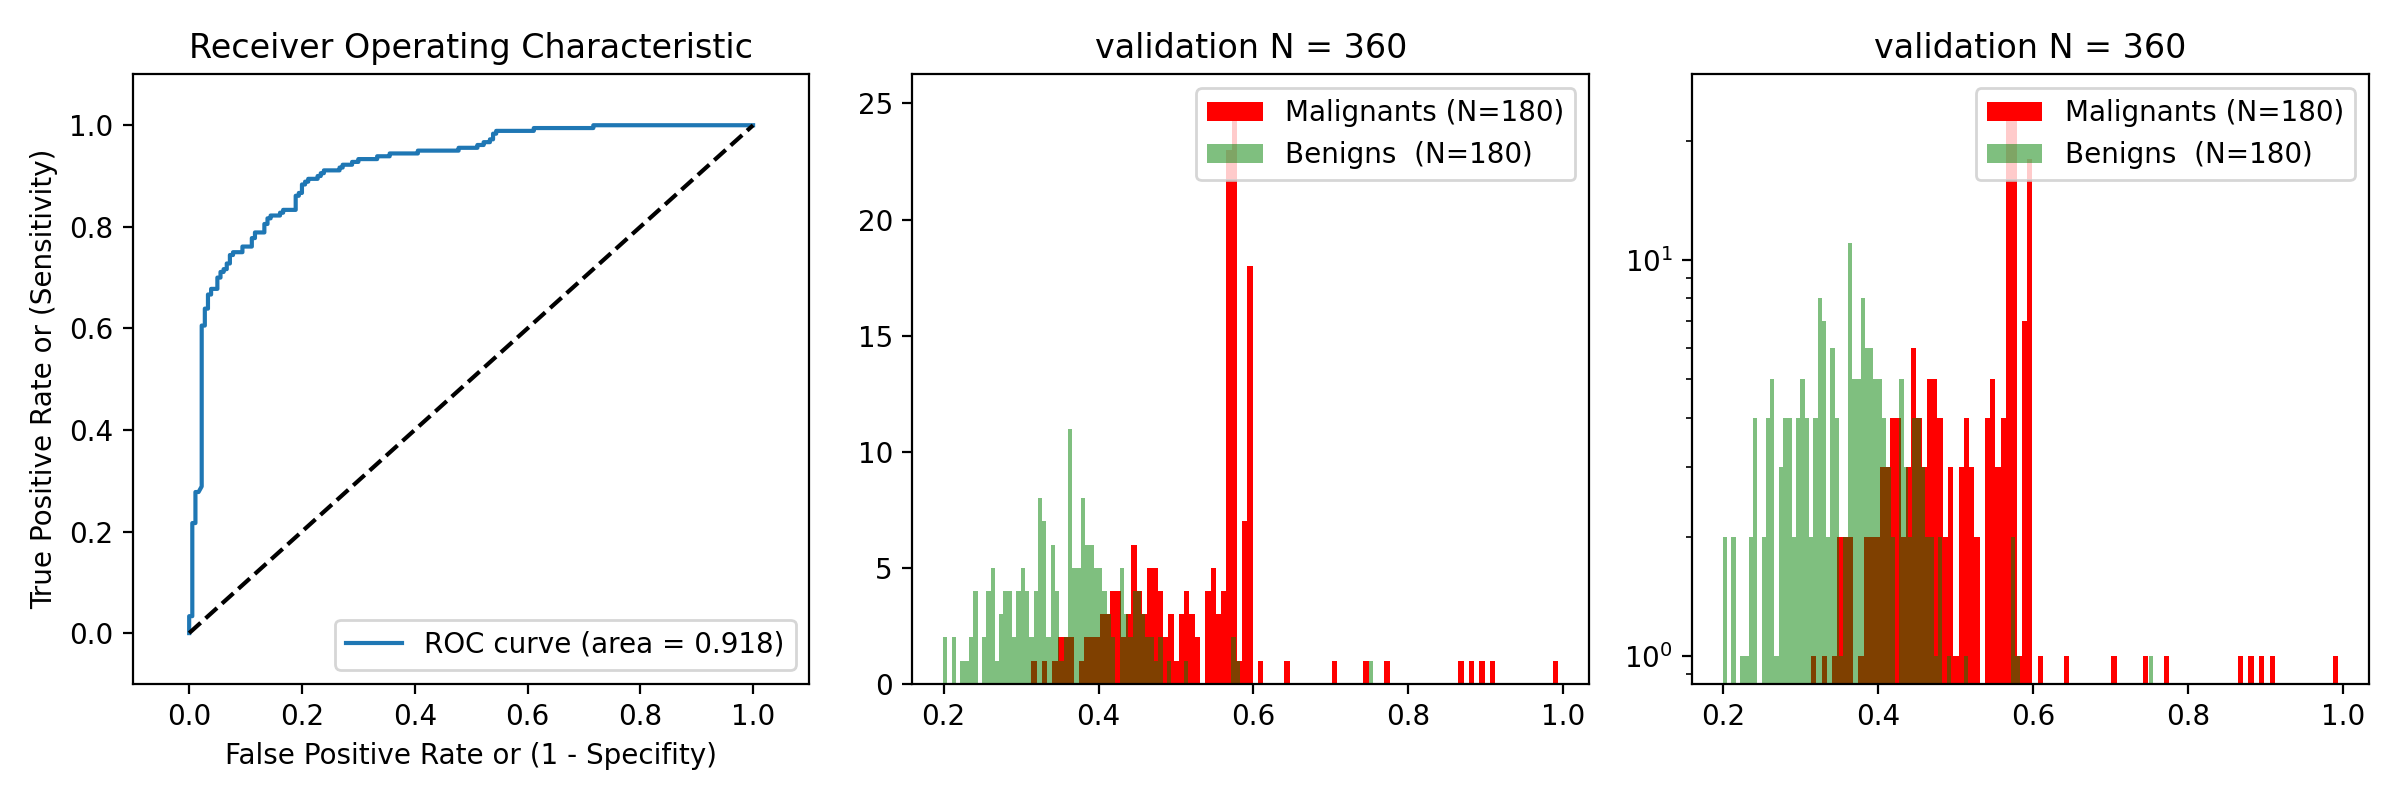 Receiver Operating Characteristic
True Positive Rate or (Sensitivity)
1.0
0.8
0.6
0.4
0.2
0.0
ROC curve (area = 0.918)
0.0 0.2 0.4 0.6 0.8 1.0
False Positive Rate or (1 - Specifity)
validation N = 360
25
20
15
10
5
0
Malignants (N=180)
Benigns (N=180)
0.2 0.4 0.6 0.8 1.0
validation N = 360
10¹
10⁰
Malignants (N=180)
Benigns (N=180)
0.2 0.4 0.6 0.8 1.0